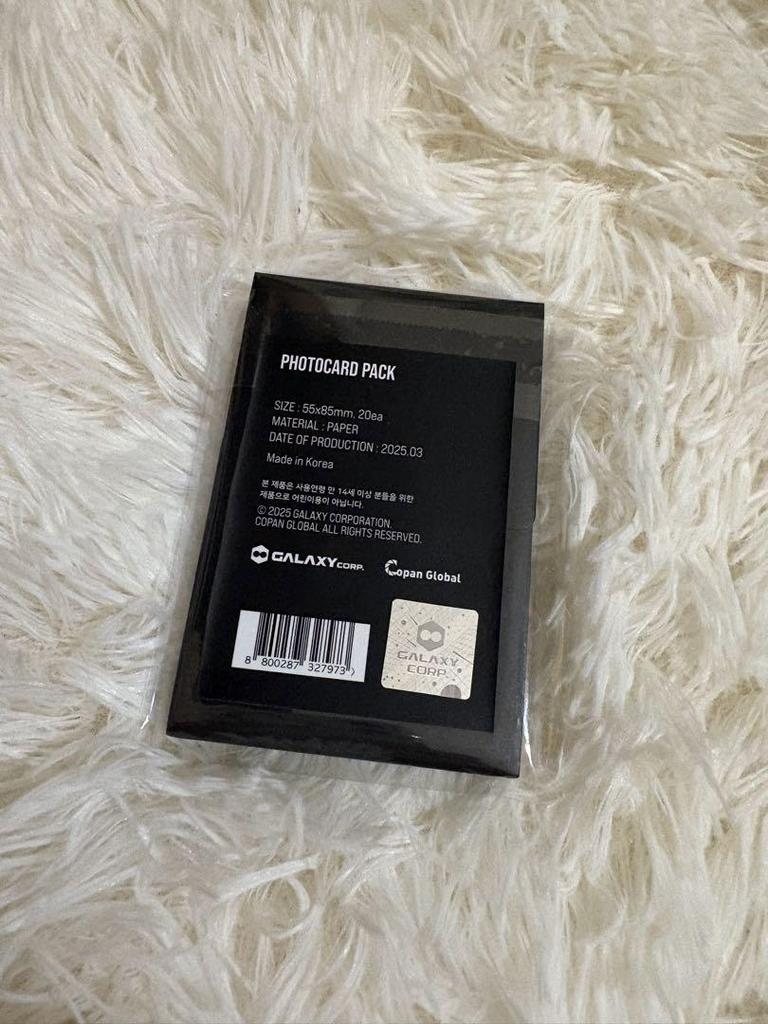 PHOTOCARD PACK
SIZE : 55x85mm, 20ea
MATERIAL : PAPER
DATE OF PRODUCTION : 2025.03
Made in Korea
본 제품은 사용연령 만 14세 이상 분들을 위한
제품으로 어린이용이 아닙니다.
© 2025 GALAXY CORPORATION.
COPAN GLOBAL ALL RIGHTS RESERVED.
GALAXY CORP.
Copan Global
8 800287 327973
GALAXY
CORP.